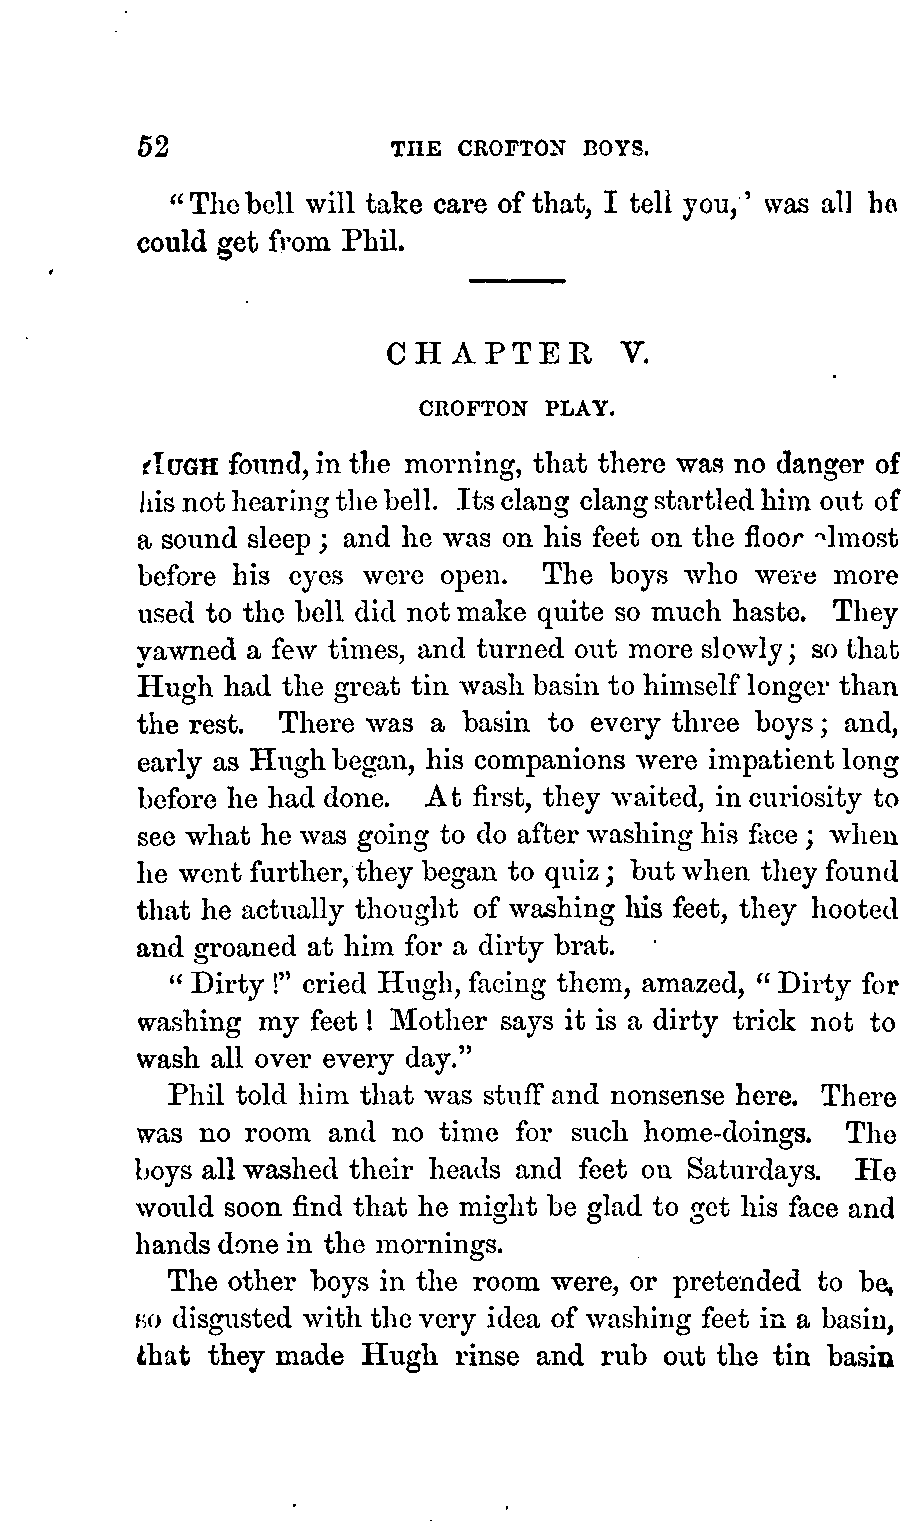 52 THE CROFTON BOYS.
"The bell will take care of that, I tell you,' was all he
could get from Phil.
CHAPTER V.
CROFTON PLAY.
HUGH found, in the morning, that there was no danger of
his not hearing the bell. Its clang clang startled him out of
a sound sleep; and he was on his feet on the floor almost
before his eyes were open. The boys who were more
used to the bell did not make quite so much haste. They
yawned a few times, and turned out more slowly; so that
Hugh had the great tin wash basin to himself longer than
the rest. There was a basin to every three boys; and,
early as Hugh began, his companions were impatient long
before he had done. At first, they waited, in curiosity to
see what he was going to do after washing his face; when
he went further, they began to quiz; but when they found
that he actually thought of washing his feet, they hooted
and groaned at him for a dirty brat.
"Dirty!" cried Hugh, facing them, amazed, "Dirty for
washing my feet! Mother says it is a dirty trick not to
wash all over every day."
Phil told him that was stuff and nonsense here. There
was no room and no time for such home-doings. The
boys all washed their heads and feet on Saturdays. He
would soon find that he might be glad to get his face and
hands done in the mornings.
The other boys in the room were, or pretended to be,
so disgusted with the very idea of washing feet in a basin,
that they made Hugh rinse and rub out the tin basin